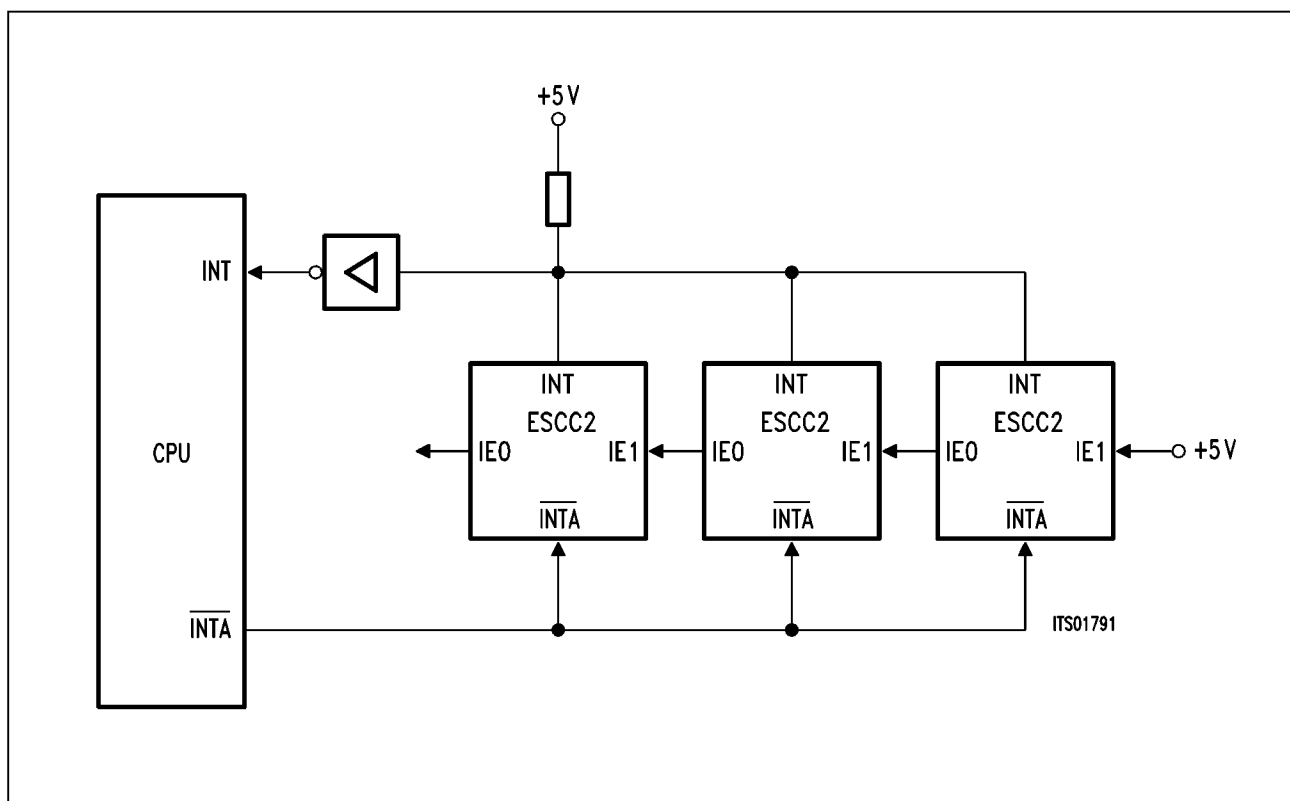 +5V
INT
INT
INT
INT
ESCC2
ESCC2
ESCC2
CPU
IE0
IE1
IE0
IE1
IE0
IE1
+5V
INTA
INTA
INTA
INTA
ITS01791